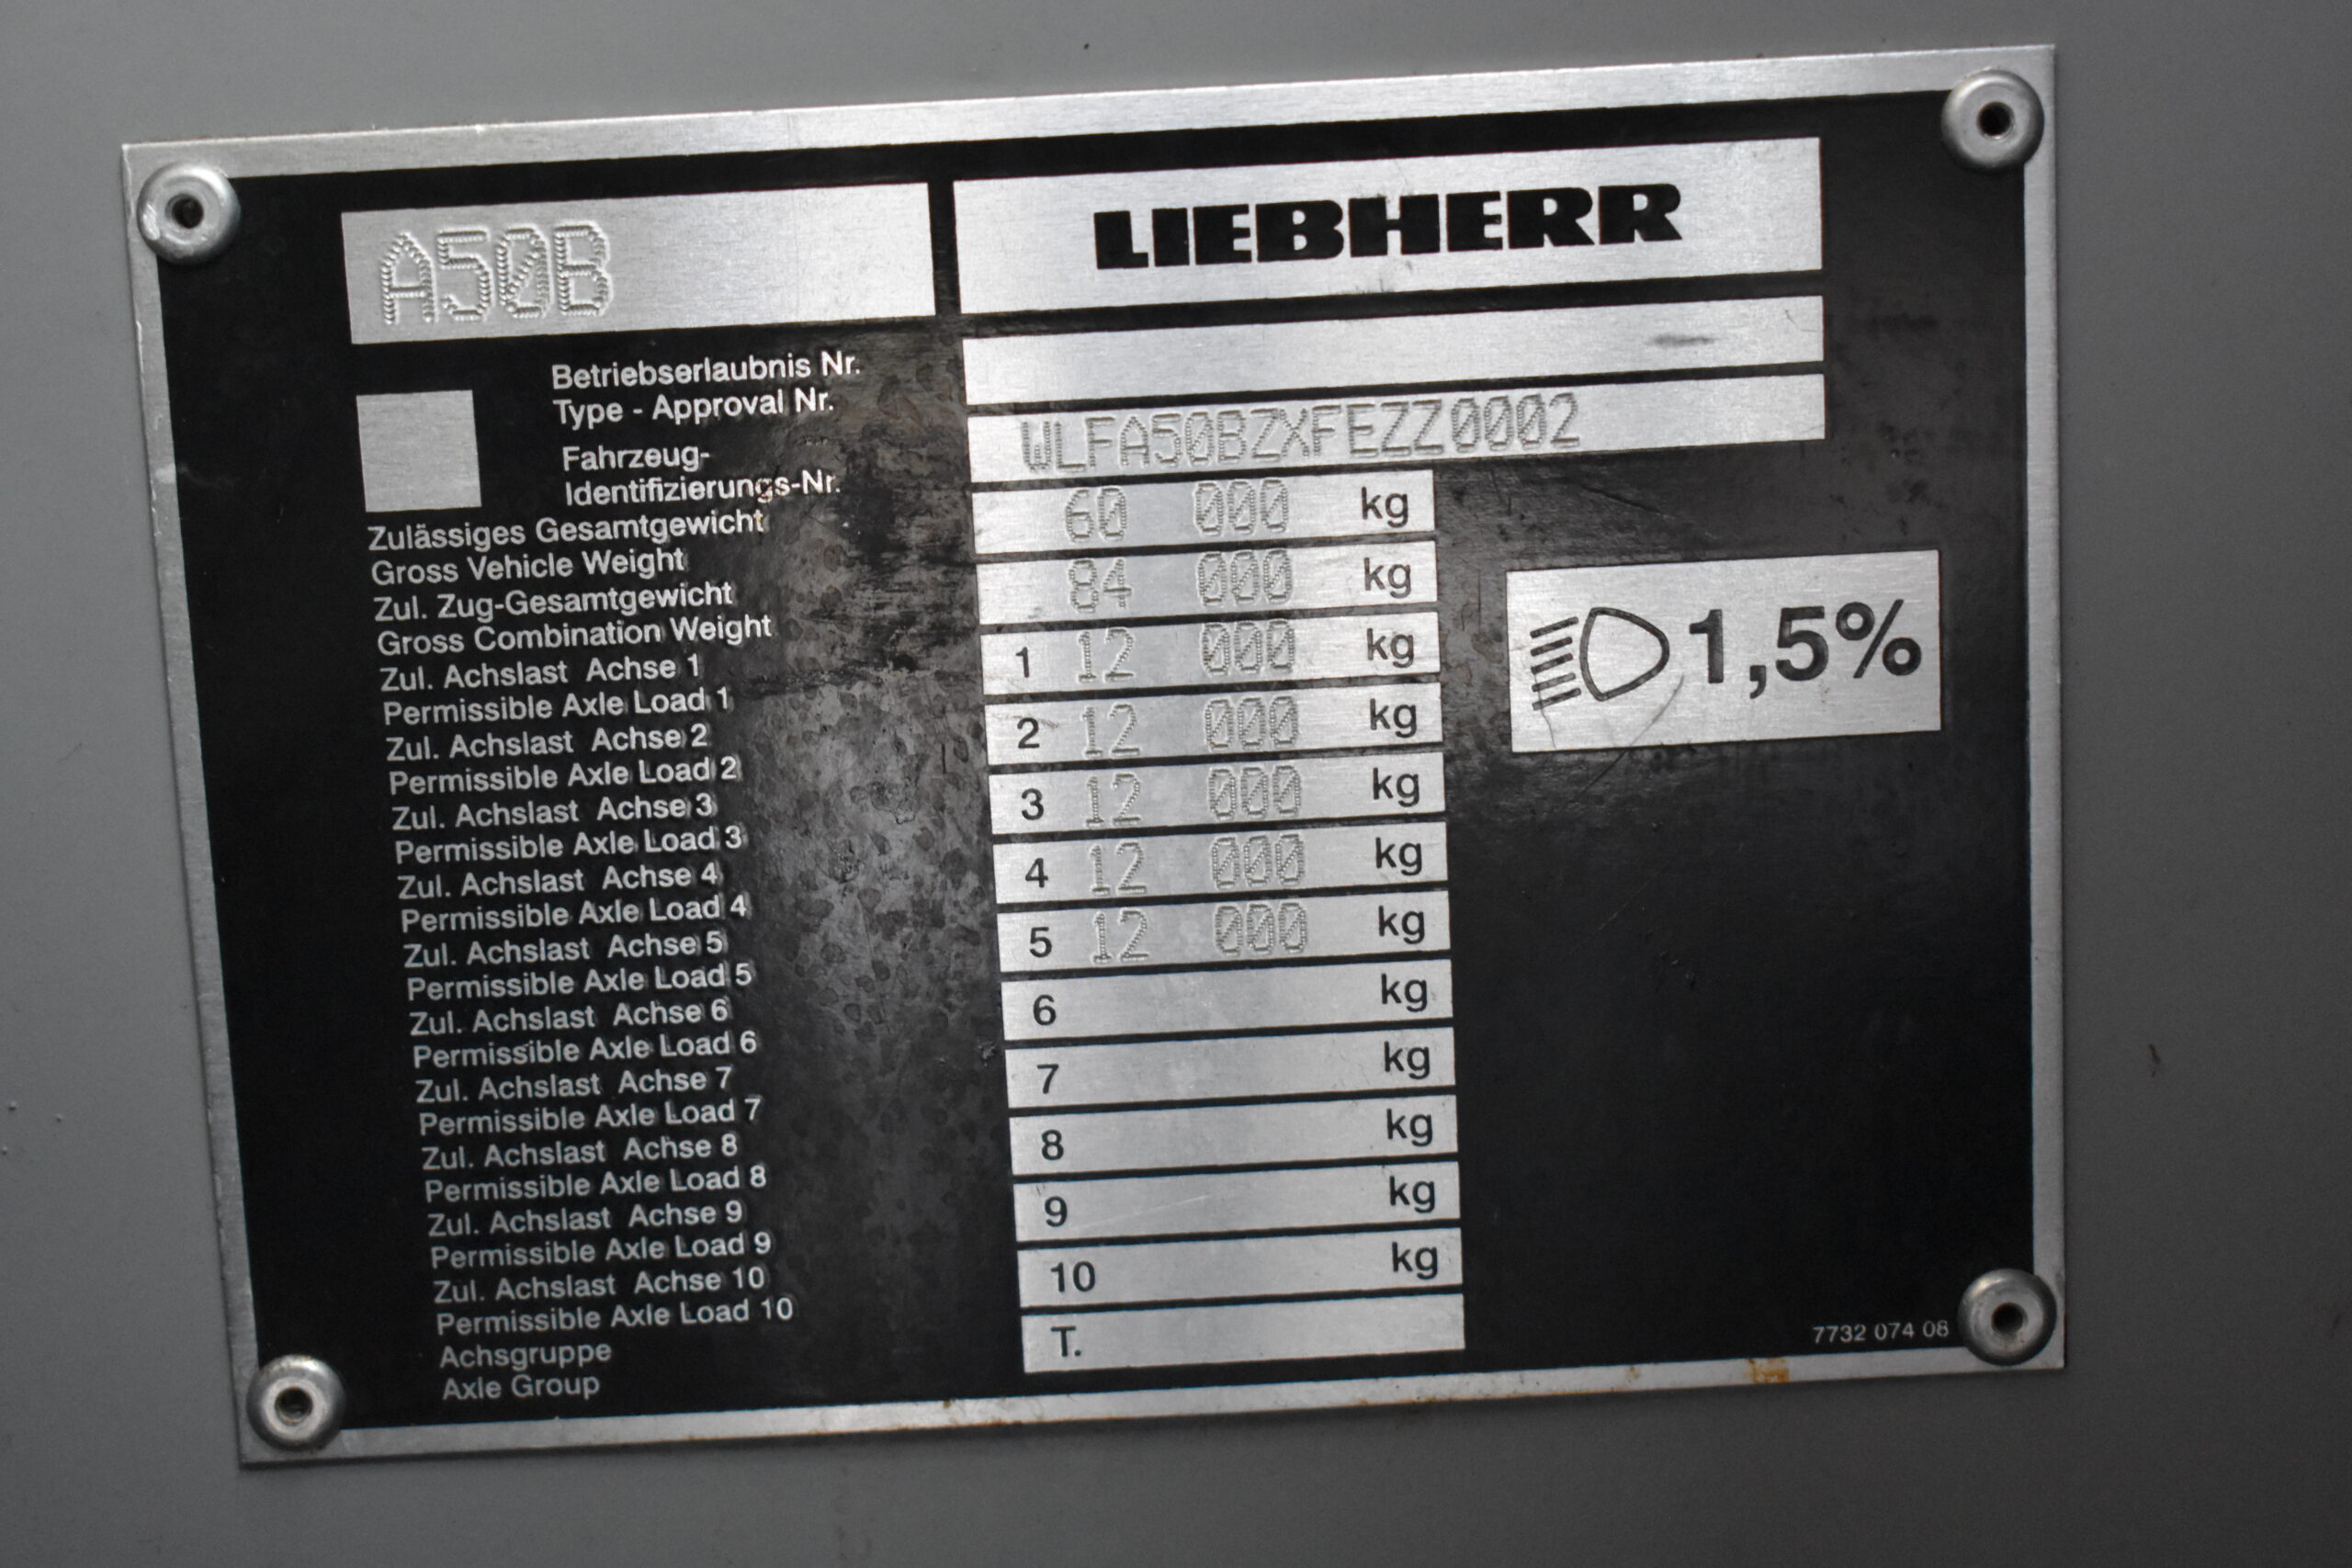 A50B
LIEBHERR
Betriebserlaubnis Nr.
Type - Approval Nr.
Fahrzeug-
Identifizierungs-Nr.
WLFA50BZXFEZZ0002
Zulässiges Gesamtgewicht
Gross Vehicle Weight
60 000 kg
Zul. Zug-Gesamtgewicht
Gross Combination Weight
84 000 kg
Zul. Achslast Achse 1
Permissible Axle Load 1
1 12 000 kg
Zul. Achslast Achse 2
Permissible Axle Load 2
2 12 000 kg
Zul. Achslast Achse 3
Permissible Axle Load 3
3 12 000 kg
Zul. Achslast Achse 4
Permissible Axle Load 4
4 12 000 kg
Zul. Achslast Achse 5
Permissible Axle Load 5
5 12 000 kg
Zul. Achslast Achse 6
Permissible Axle Load 6
6 kg
Zul. Achslast Achse 7
Permissible Axle Load 7
7 kg
Zul. Achslast Achse 8
Permissible Axle Load 8
8 kg
Zul. Achslast Achse 9
Permissible Axle Load 9
9 kg
Zul. Achslast Achse 10
Permissible Axle Load 10
10 kg
Achsgruppe
Axle Group
T.
1,5%
7732 074 08